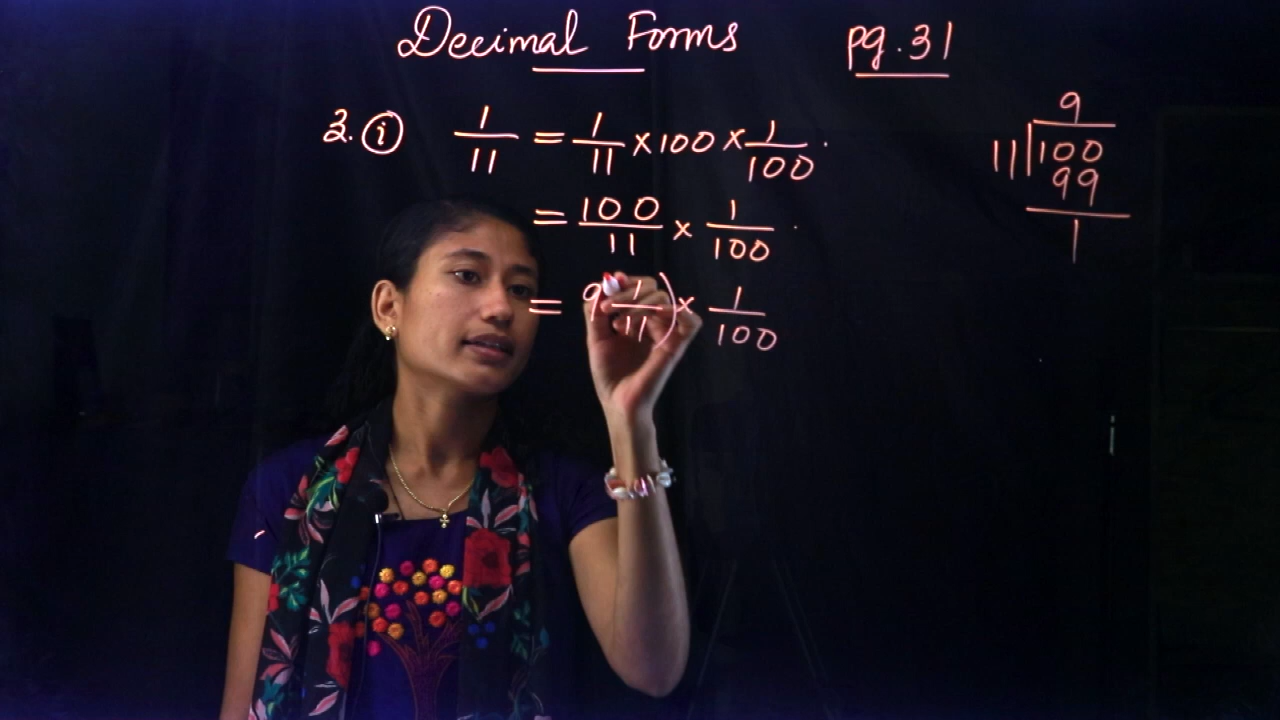 Decimal Forms pg.31
3. (i) 1/11 = 1/11 × 100 × 1/100.
= 100/11 × 1/100.
= 9 1/11) × 1/100
9
11 100
99
1